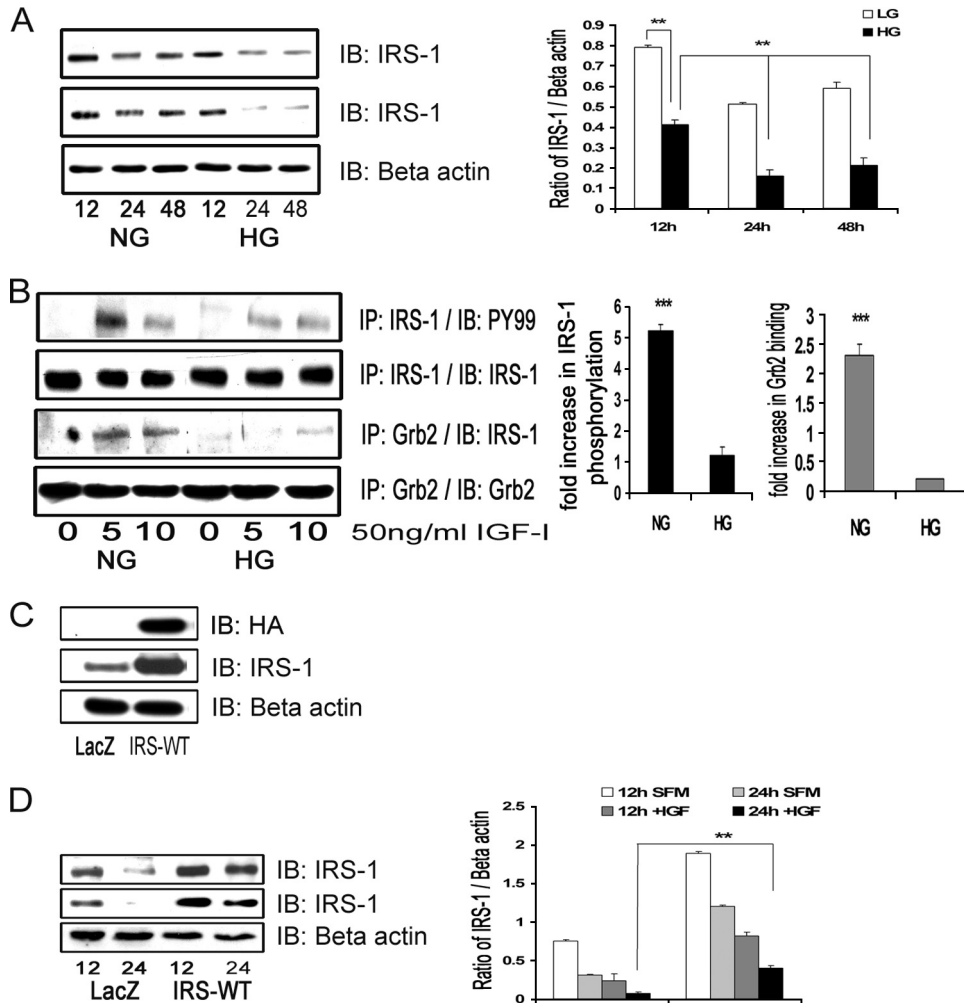 A
IB: IRS-1
IB: IRS-1
IB: Beta actin
12 24 48 12 24 48
NG HG
Ratio of IRS-1 / Beta actin
0.9
0.8
0.7
0.6
0.5
0.4
0.3
0.2
0.1
0
** **
LG
HG
12h 24h 48h
B
IP: IRS-1 / IB: PY99
IP: IRS-1 / IB: IRS-1
IP: Grb2 / IB: IRS-1
IP: Grb2 / IB: Grb2
0 5 10 0 5 10 50ng/ml IGF-I
NG HG
fold increase in IRS-1
phosphorylation
6
5
4
3
2
1
0
***
NG HG
fold increase in Grb2 binding
3
2.5
2
1.5
1
0.5
0
***
NG HG
C
IB: HA
IB: IRS-1
IB: Beta actin
LacZ IRS-WT
D
IB: IRS-1
IB: IRS-1
IB: Beta actin
12 24 12 24
LacZ IRS-WT
12h SFM 24h SFM
12h +IGF 24h +IGF
Ratio of IRS-1 / Beta actin
2.5
2
1.5
1
0.5
0
**